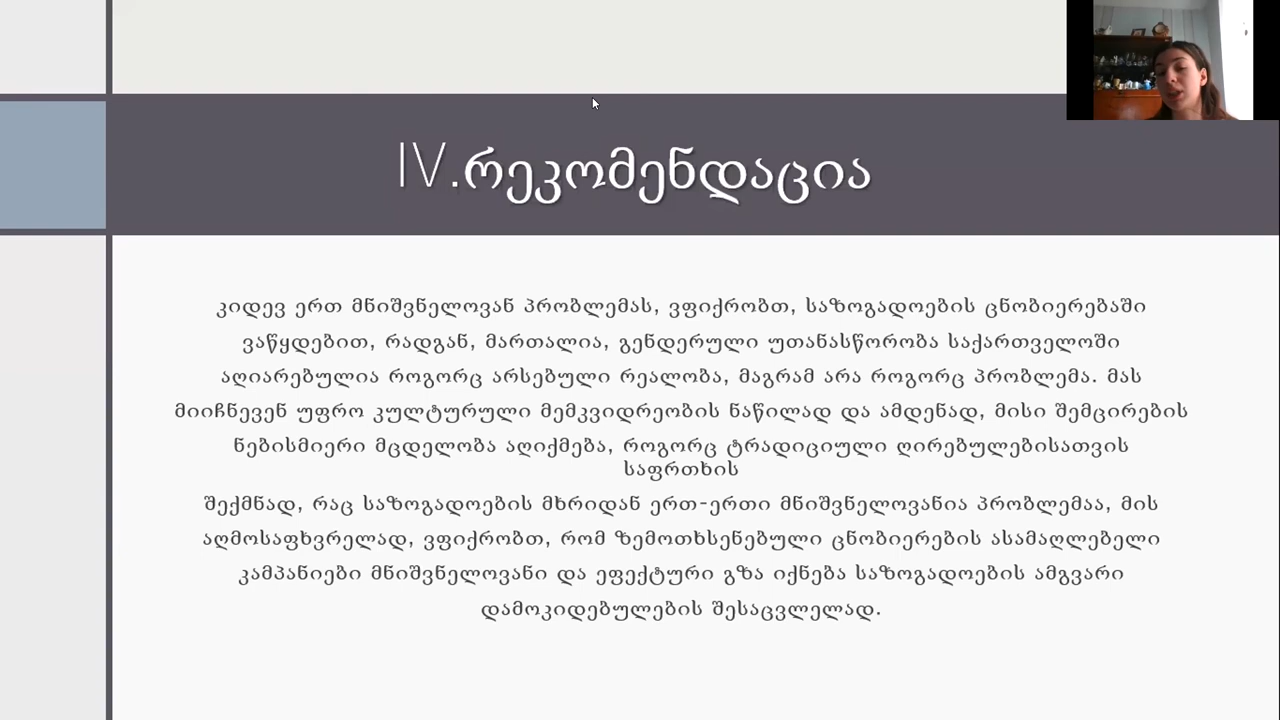 IV.რეკომენდაცია
კიდევ ერთ მნიშვნელოვან პრობლემას, ვფიქრობთ, საზოგადოების ცნობიერებაში
ვაწყდებით, რადგან, მართალია, გენდერული უთანასწორობა საქართველოში
აღიარებულია როგორც არსებული რეალობა, მაგრამ არა როგორც პრობლემა. მას
მიიჩნევენ უფრო კულტურული მემკვიდრეობის ნაწილად და ამდენად, მისი შემცირების
ნებისმიერი მცდელობა აღიქმება, როგორც ტრადიციული ღირებულებისათვის
საფრთხის
შექმნად, რაც საზოგადოების მხრიდან ერთ-ერთი მნიშვნელოვანია პრობლემაა, მის
აღმოსაფხვრელად, ვფიქრობთ, რომ ზემოთხსენებული ცნობიერების ასამაღლებელი
კამპანიები მნიშვნელოვანი და ეფექტური გზა იქნება საზოგადოების ამგვარი
დამოკიდებულების შესაცვლელად.